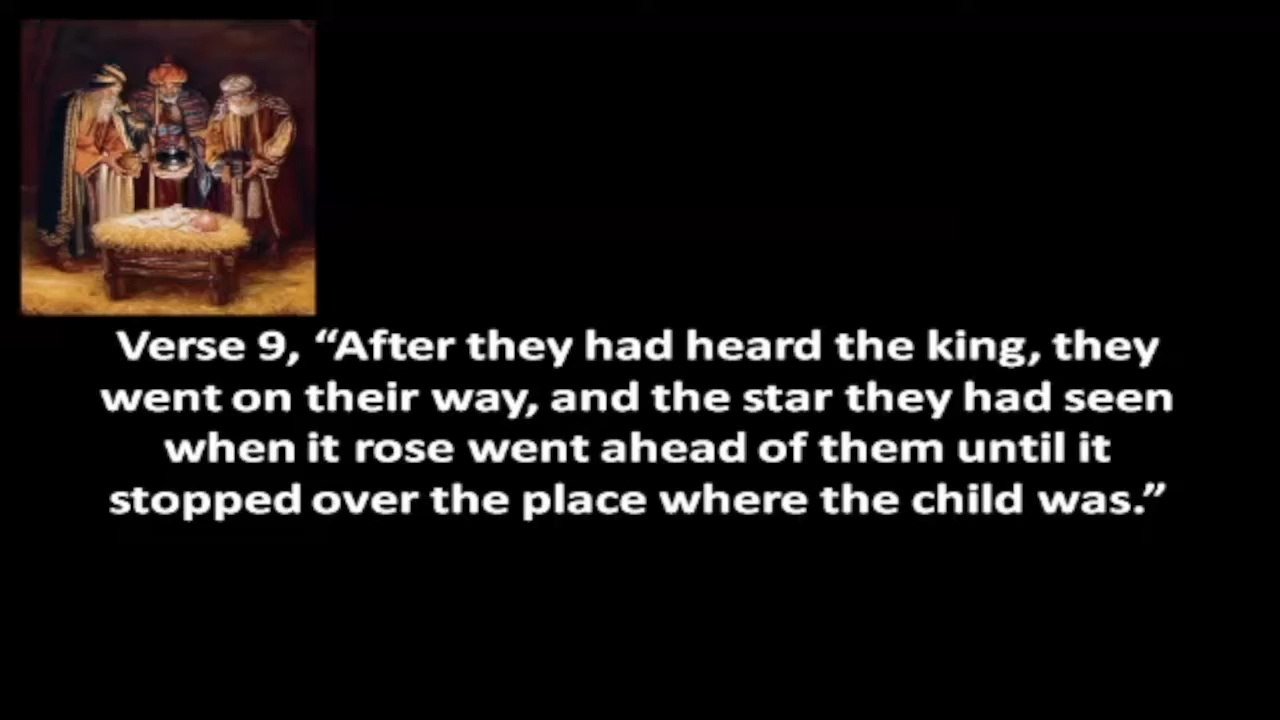 Verse 9, “After they had heard the king, they
went on their way, and the star they had seen
when it rose went ahead of them until it
stopped over the place where the child was.”